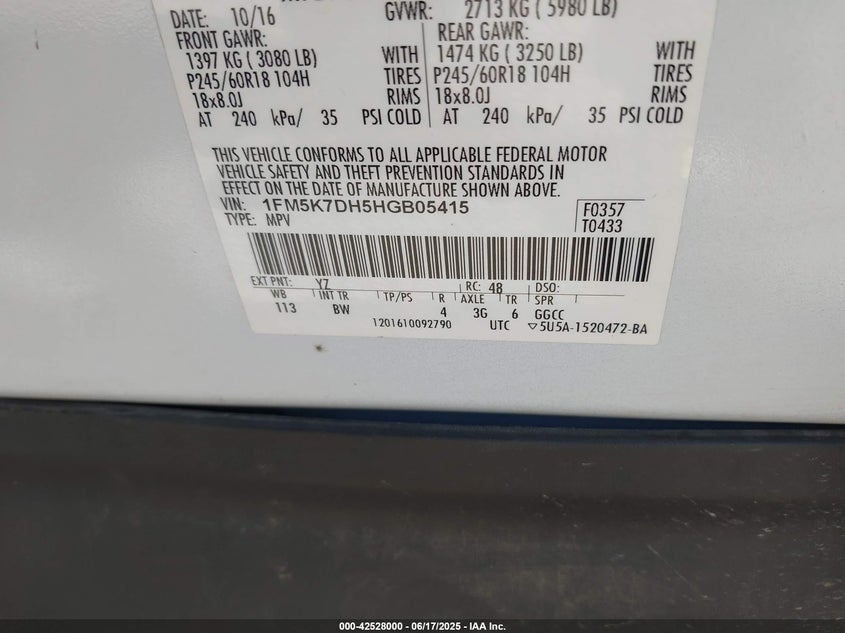 DATE: 10/16 GVWR: 2713 KG ( 5980 LB)
FRONT GAWR: REAR GAWR:
1397 KG ( 3080 LB) WITH 1474 KG ( 3250 LB) WITH
P245/60R18 104H TIRES P245/60R18 104H TIRES
18x8.0J RIMS 18x8.0J RIMS
AT 240 kPa/ 35 PSI COLD AT 240 kPa/ 35 PSI COLD
THIS VEHICLE CONFORMS TO ALL APPLICABLE FEDERAL MOTOR
VEHICLE SAFETY AND THEFT PREVENTION STANDARDS IN
EFFECT ON THE DATE OF MANUFACTURE SHOWN ABOVE.
VIN: 1FM5K7DH5HGB05415 F0357
TYPE: MPV T0433
EXT PNT: YZ RC: 48 DSO:
WB INT TR TP/PS R AXLE TR SPR
113 BW 4 3G 6 GGCC
1201610092790 UTC ▽5U5A-1520472-BA
000-42528000 - 06/17/2025 - IAA Inc.